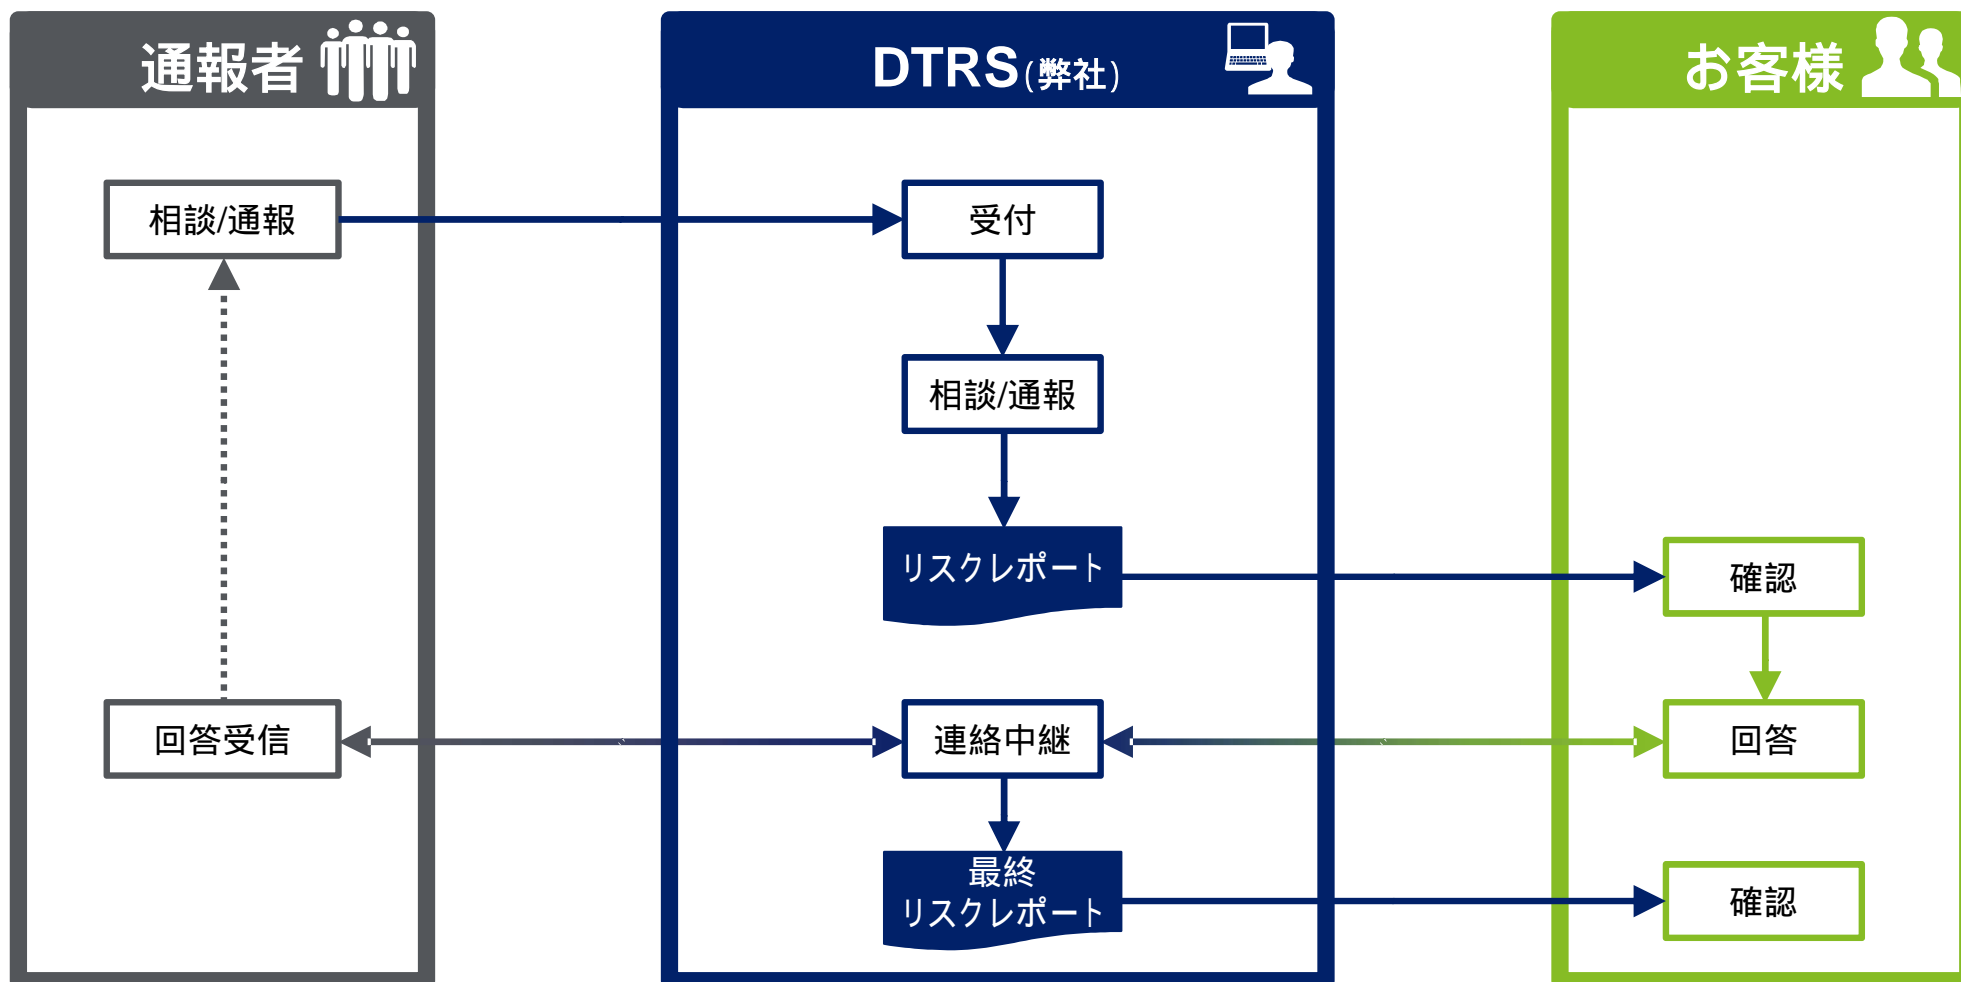 通報者
DTRS(弊社)
お客様
相談/通報
受付
相談/通報
リスクレポート
確認
回答受信
連絡中継
回答
最終
リスクレポート
確認